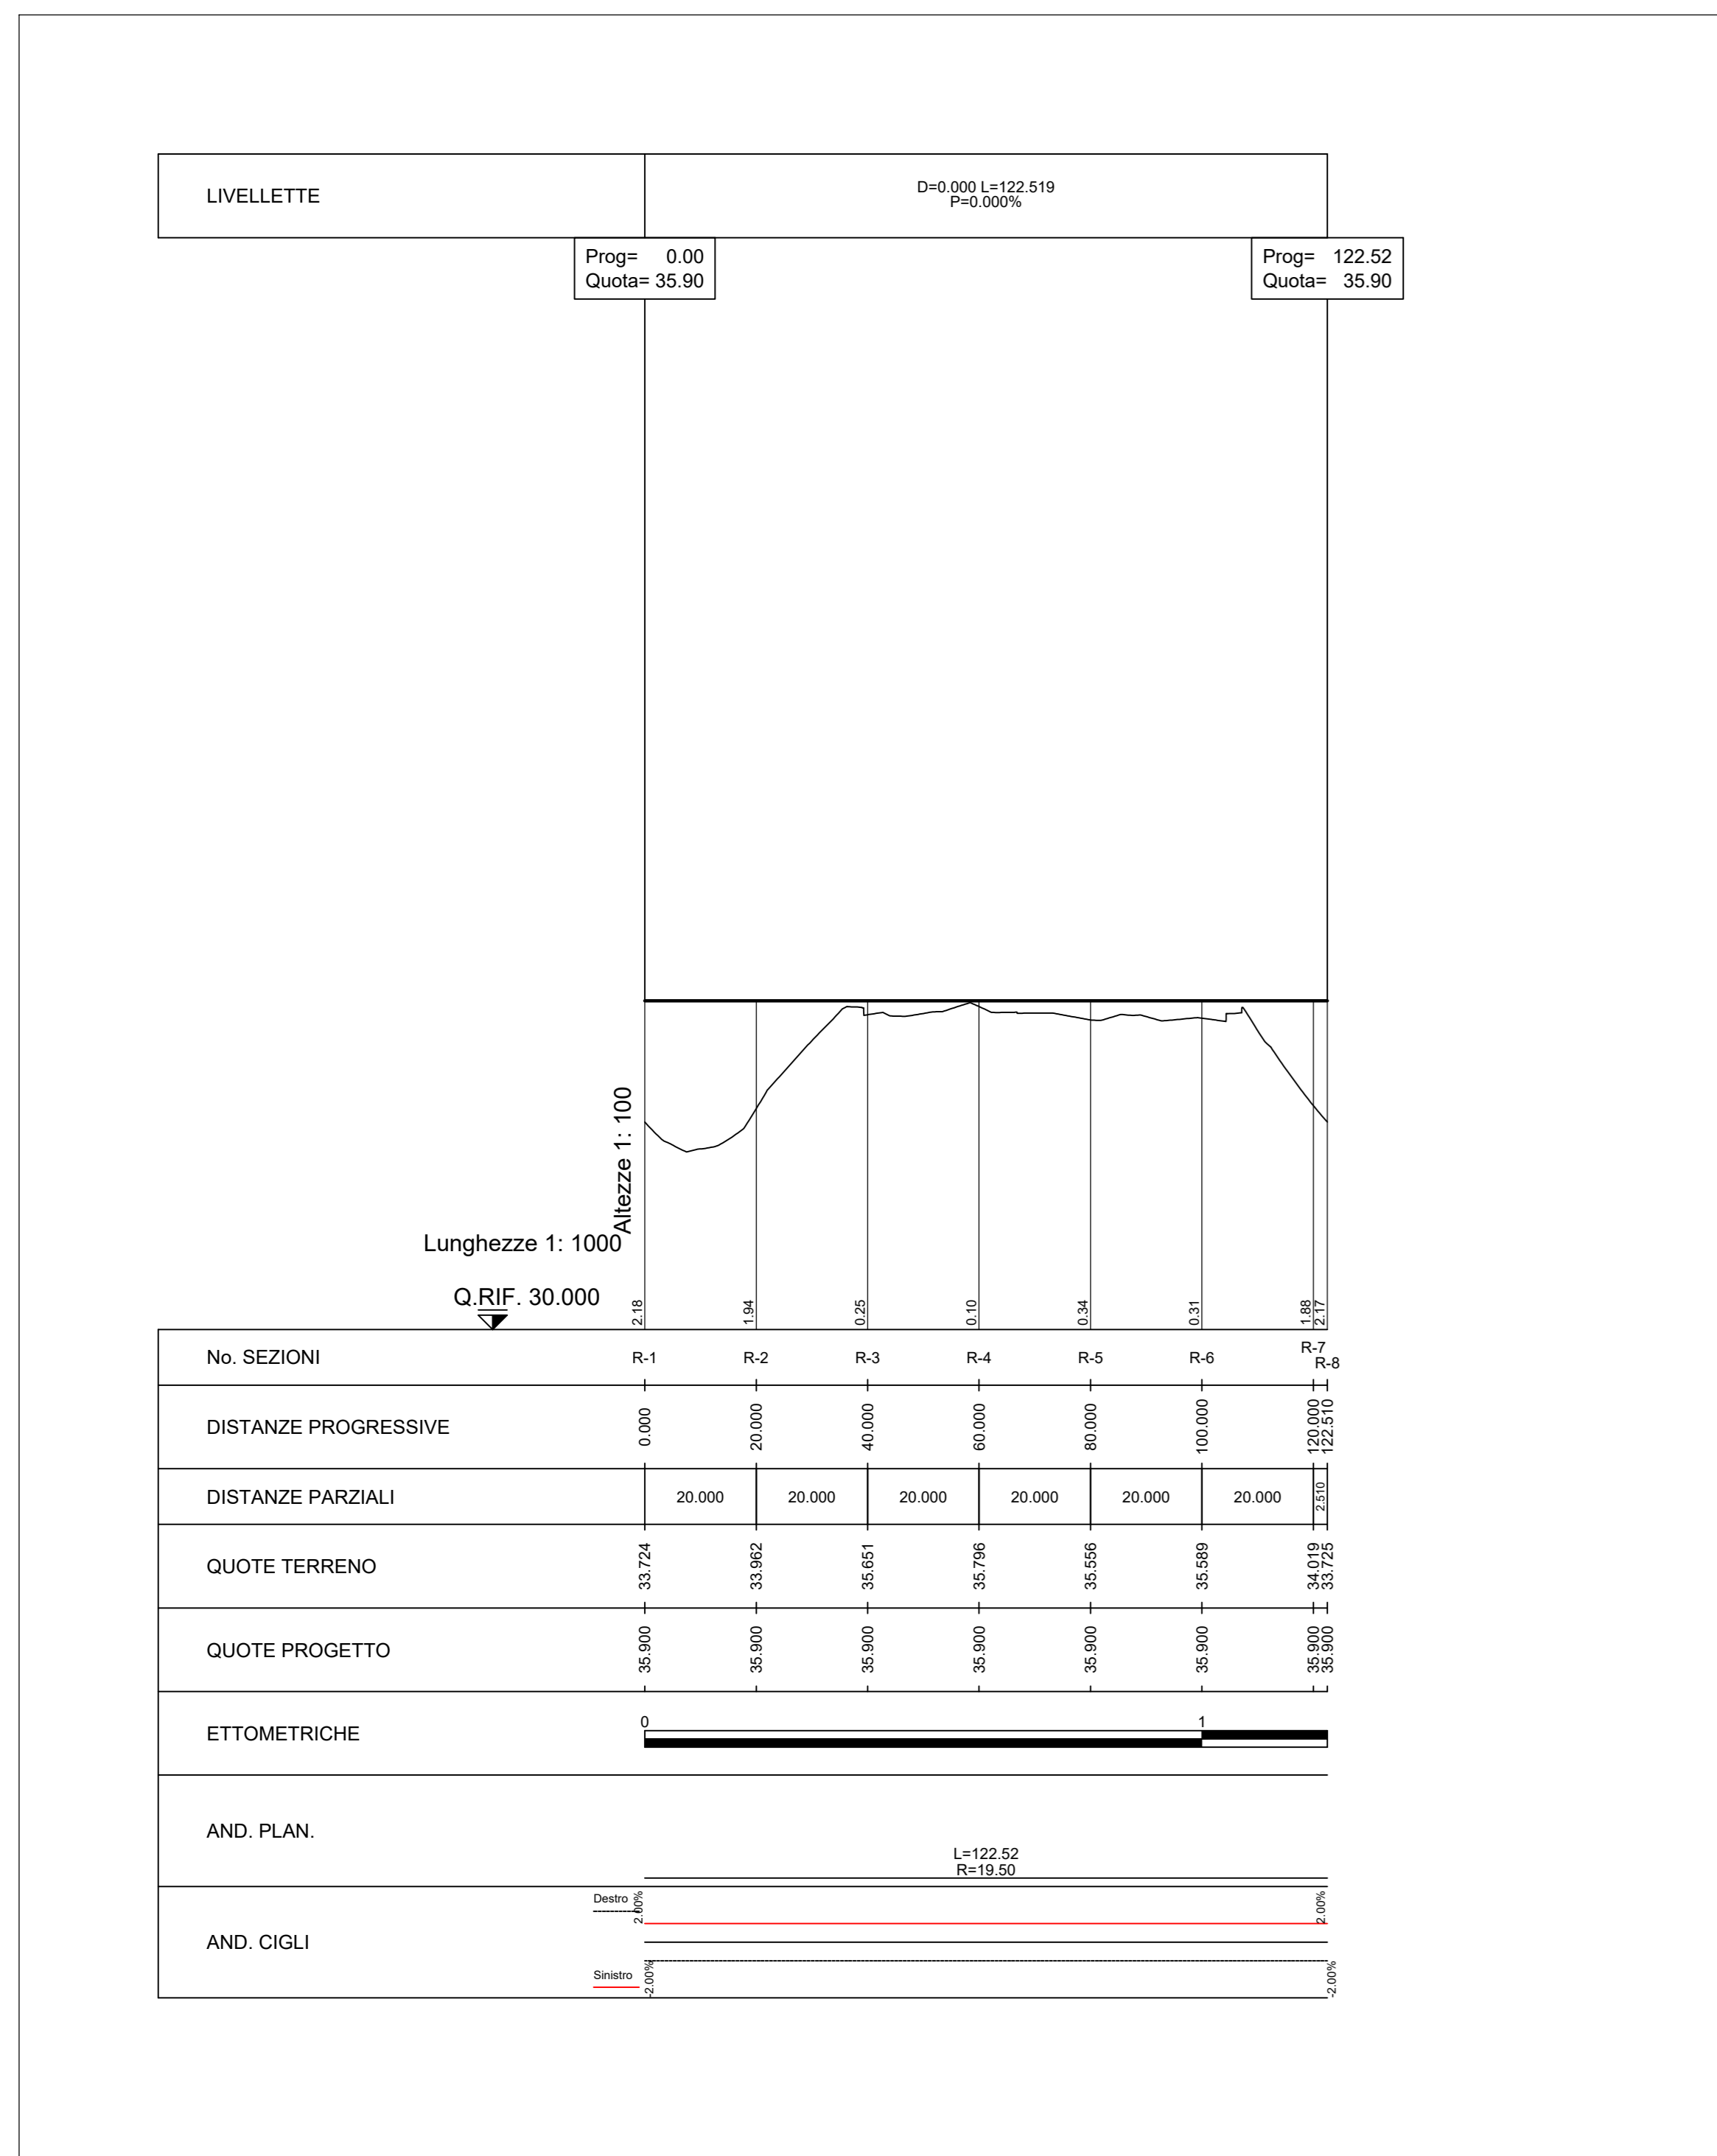 LIVELLETTE
D=0.000 L=122.519
P=0.000%
Prog= 0.00
Quota= 35.90
Prog= 122.52
Quota= 35.90
Altezze 1: 100
Lunghezze 1: 1000
Q.RIF. 30.000
2.18 1.94 0.25 0.10 0.34 0.31 1.88 2.17
No. SEZIONI R-1 R-2 R-3 R-4 R-5 R-6 R-7 R-8
DISTANZE PROGRESSIVE 0.000 20.000 40.000 60.000 80.000 100.000 120.000 122.510
DISTANZE PARZIALI 20.000 20.000 20.000 20.000 20.000 20.000 2.510
QUOTE TERRENO 33.724 33.962 35.651 35.796 35.556 35.589 34.019 33.725
QUOTE PROGETTO 35.900 35.900 35.900 35.900 35.900 35.900 35.900 35.900
ETTOMETRICHE 0 1
AND. PLAN.
L=122.52
R=19.50
AND. CIGLI
Destro 2.00% 2.00%
Sinistro -2.00% -2.00%